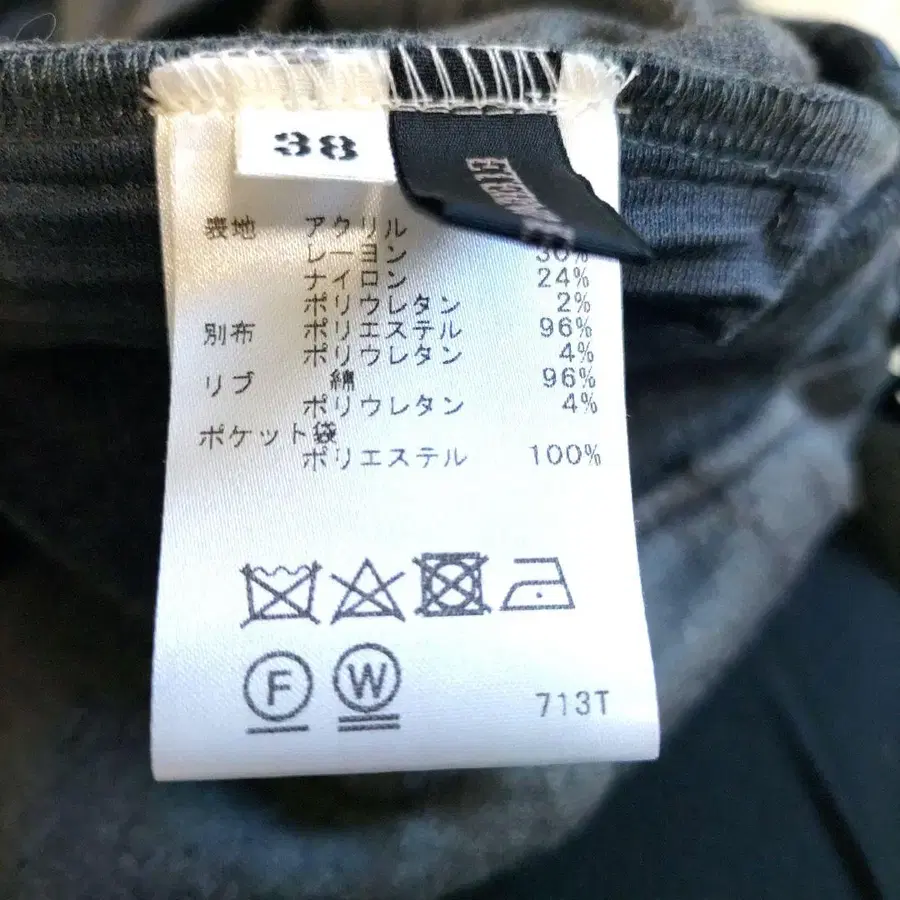 38
表地 アクリル
レーヨン 36%
ナイロン 24%
ポリウレタン 2%
別布 ポリエステル 96%
ポリウレタン 4%
リブ 綿 96%
ポリウレタン 4%
ポケット袋
ポリエステル 100%
F W
713T